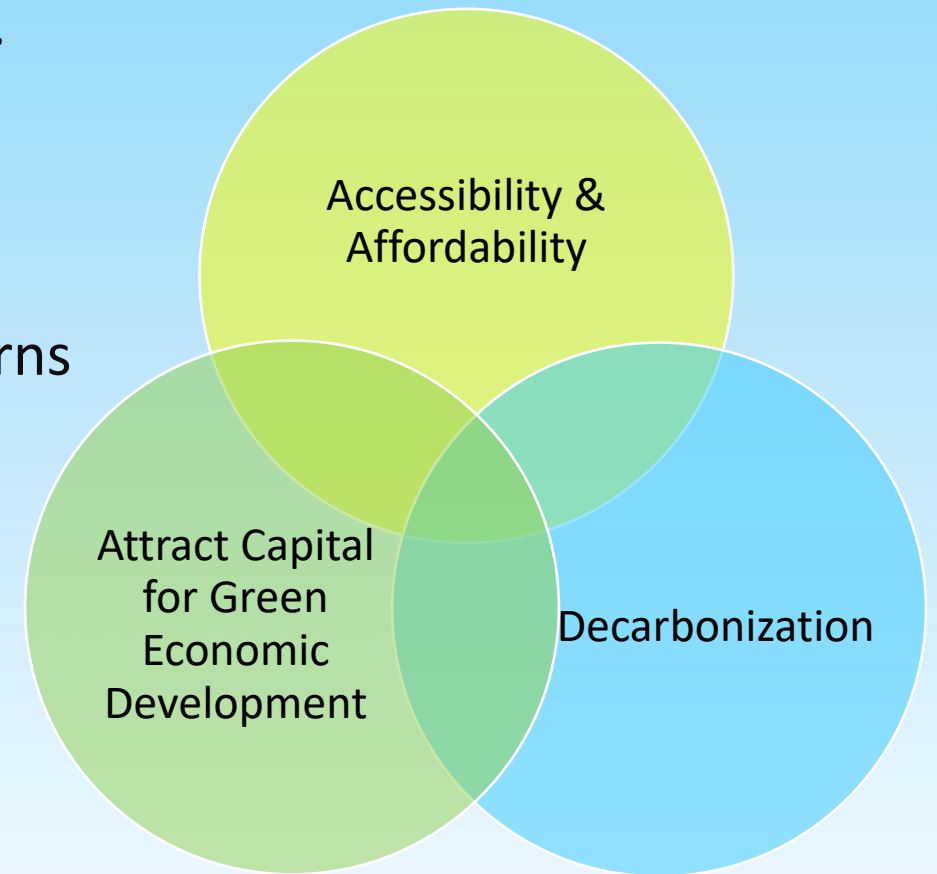 Accessibility &
Affordability
Attract Capital
for Green
Economic
Development
Decarbonization